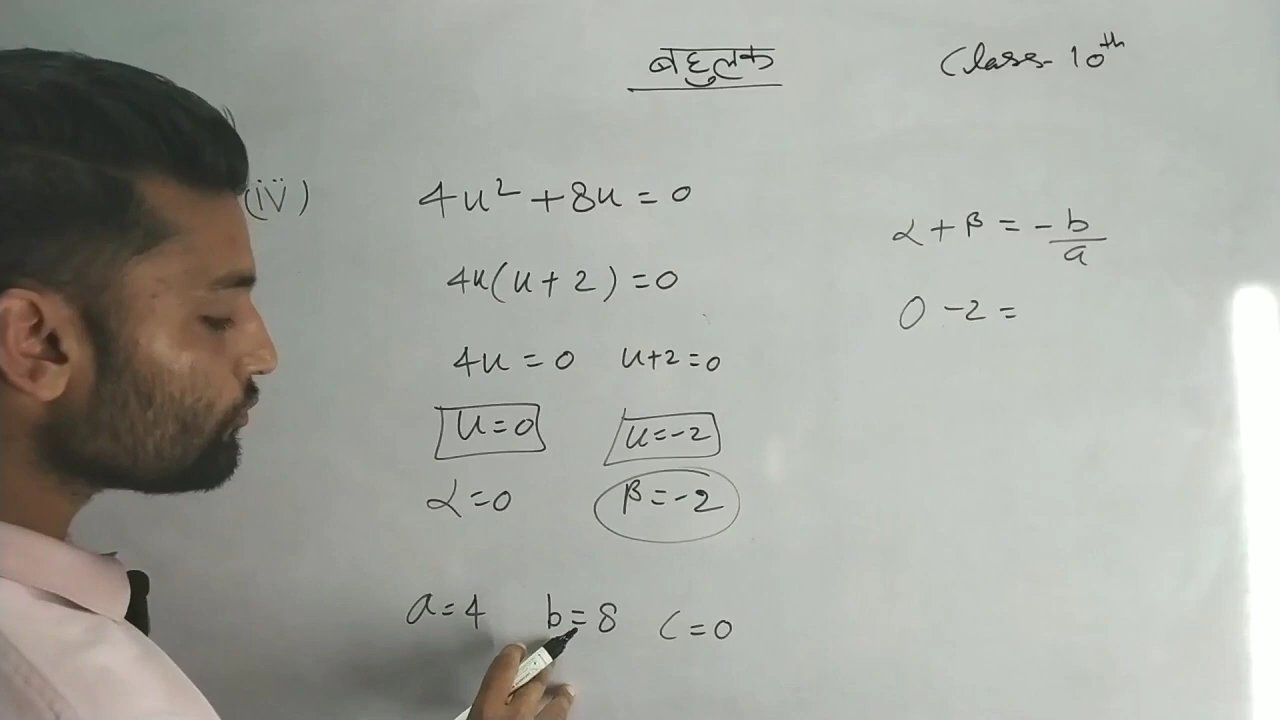 बहुलक
Class- 10th
(iv) 4u² + 8u = 0
4u(u + 2) = 0
4u = 0 u+2=0
u=0 u=-2
α=0 β=-2
a=4 b=8 c=0
α + β = -b/a
0 -2 =